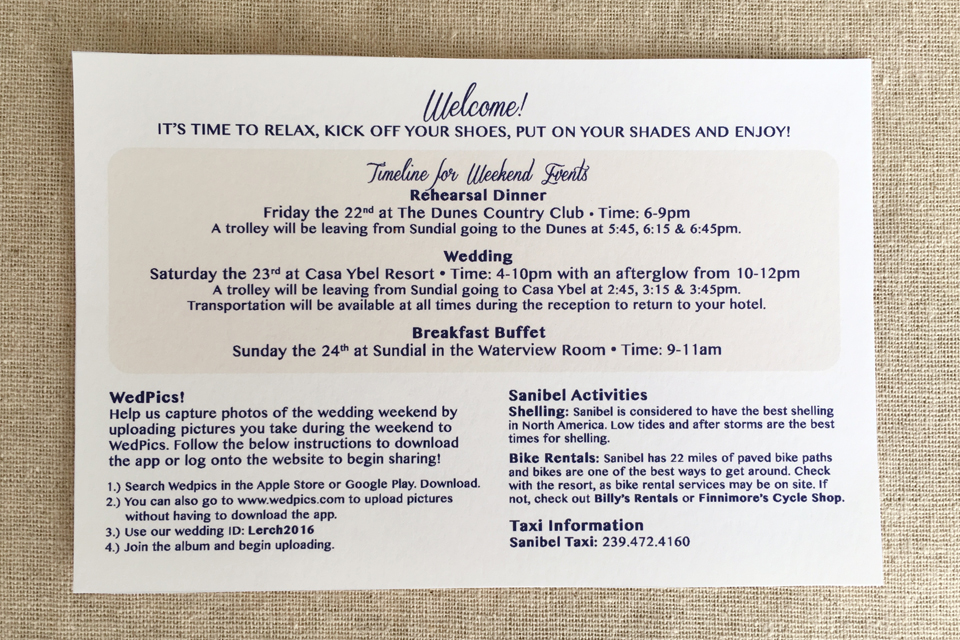 Welcome!
IT'S TIME TO RELAX, KICK OFF YOUR SHOES, PUT ON YOUR SHADES AND ENJOY!
Timeline for Weekend Events
Rehearsal Dinner
Friday the 22nd at The Dunes Country Club • Time: 6-9pm
A trolley will be leaving from Sundial going to the Dunes at 5:45, 6:15 & 6:45pm.
Wedding
Saturday the 23rd at Casa Ybel Resort • Time: 4-10pm with an afterglow from 10-12pm
A trolley will be leaving from Sundial going to Casa Ybel at 2:45, 3:15 & 3:45pm.
Transportation will be available at all times during the reception to return to your hotel.
Breakfast Buffet
Sunday the 24th at Sundial in the Waterview Room • Time: 9-11am
WedPics!
Help us capture photos of the wedding weekend by
uploading pictures you take during the weekend to
WedPics. Follow the below instructions to download
the app or log onto the website to begin sharing!
1.) Search Wedpics in the Apple Store or Google Play. Download.
2.) You can also go to www.wedpics.com to upload pictures
without having to download the app.
3.) Use our wedding ID: Lerch2016
4.) Join the album and begin uploading.
Sanibel Activities
Shelling: Sanibel is considered to have the best shelling
in North America. Low tides and after storms are the best
times for shelling.
Bike Rentals: Sanibel has 22 miles of paved bike paths
and bikes are one of the best ways to get around. Check
with the resort, as bike rental services may be on site. If
not, check out Billy's Rentals or Finnimore's Cycle Shop.
Taxi Information
Sanibel Taxi: 239.472.4160